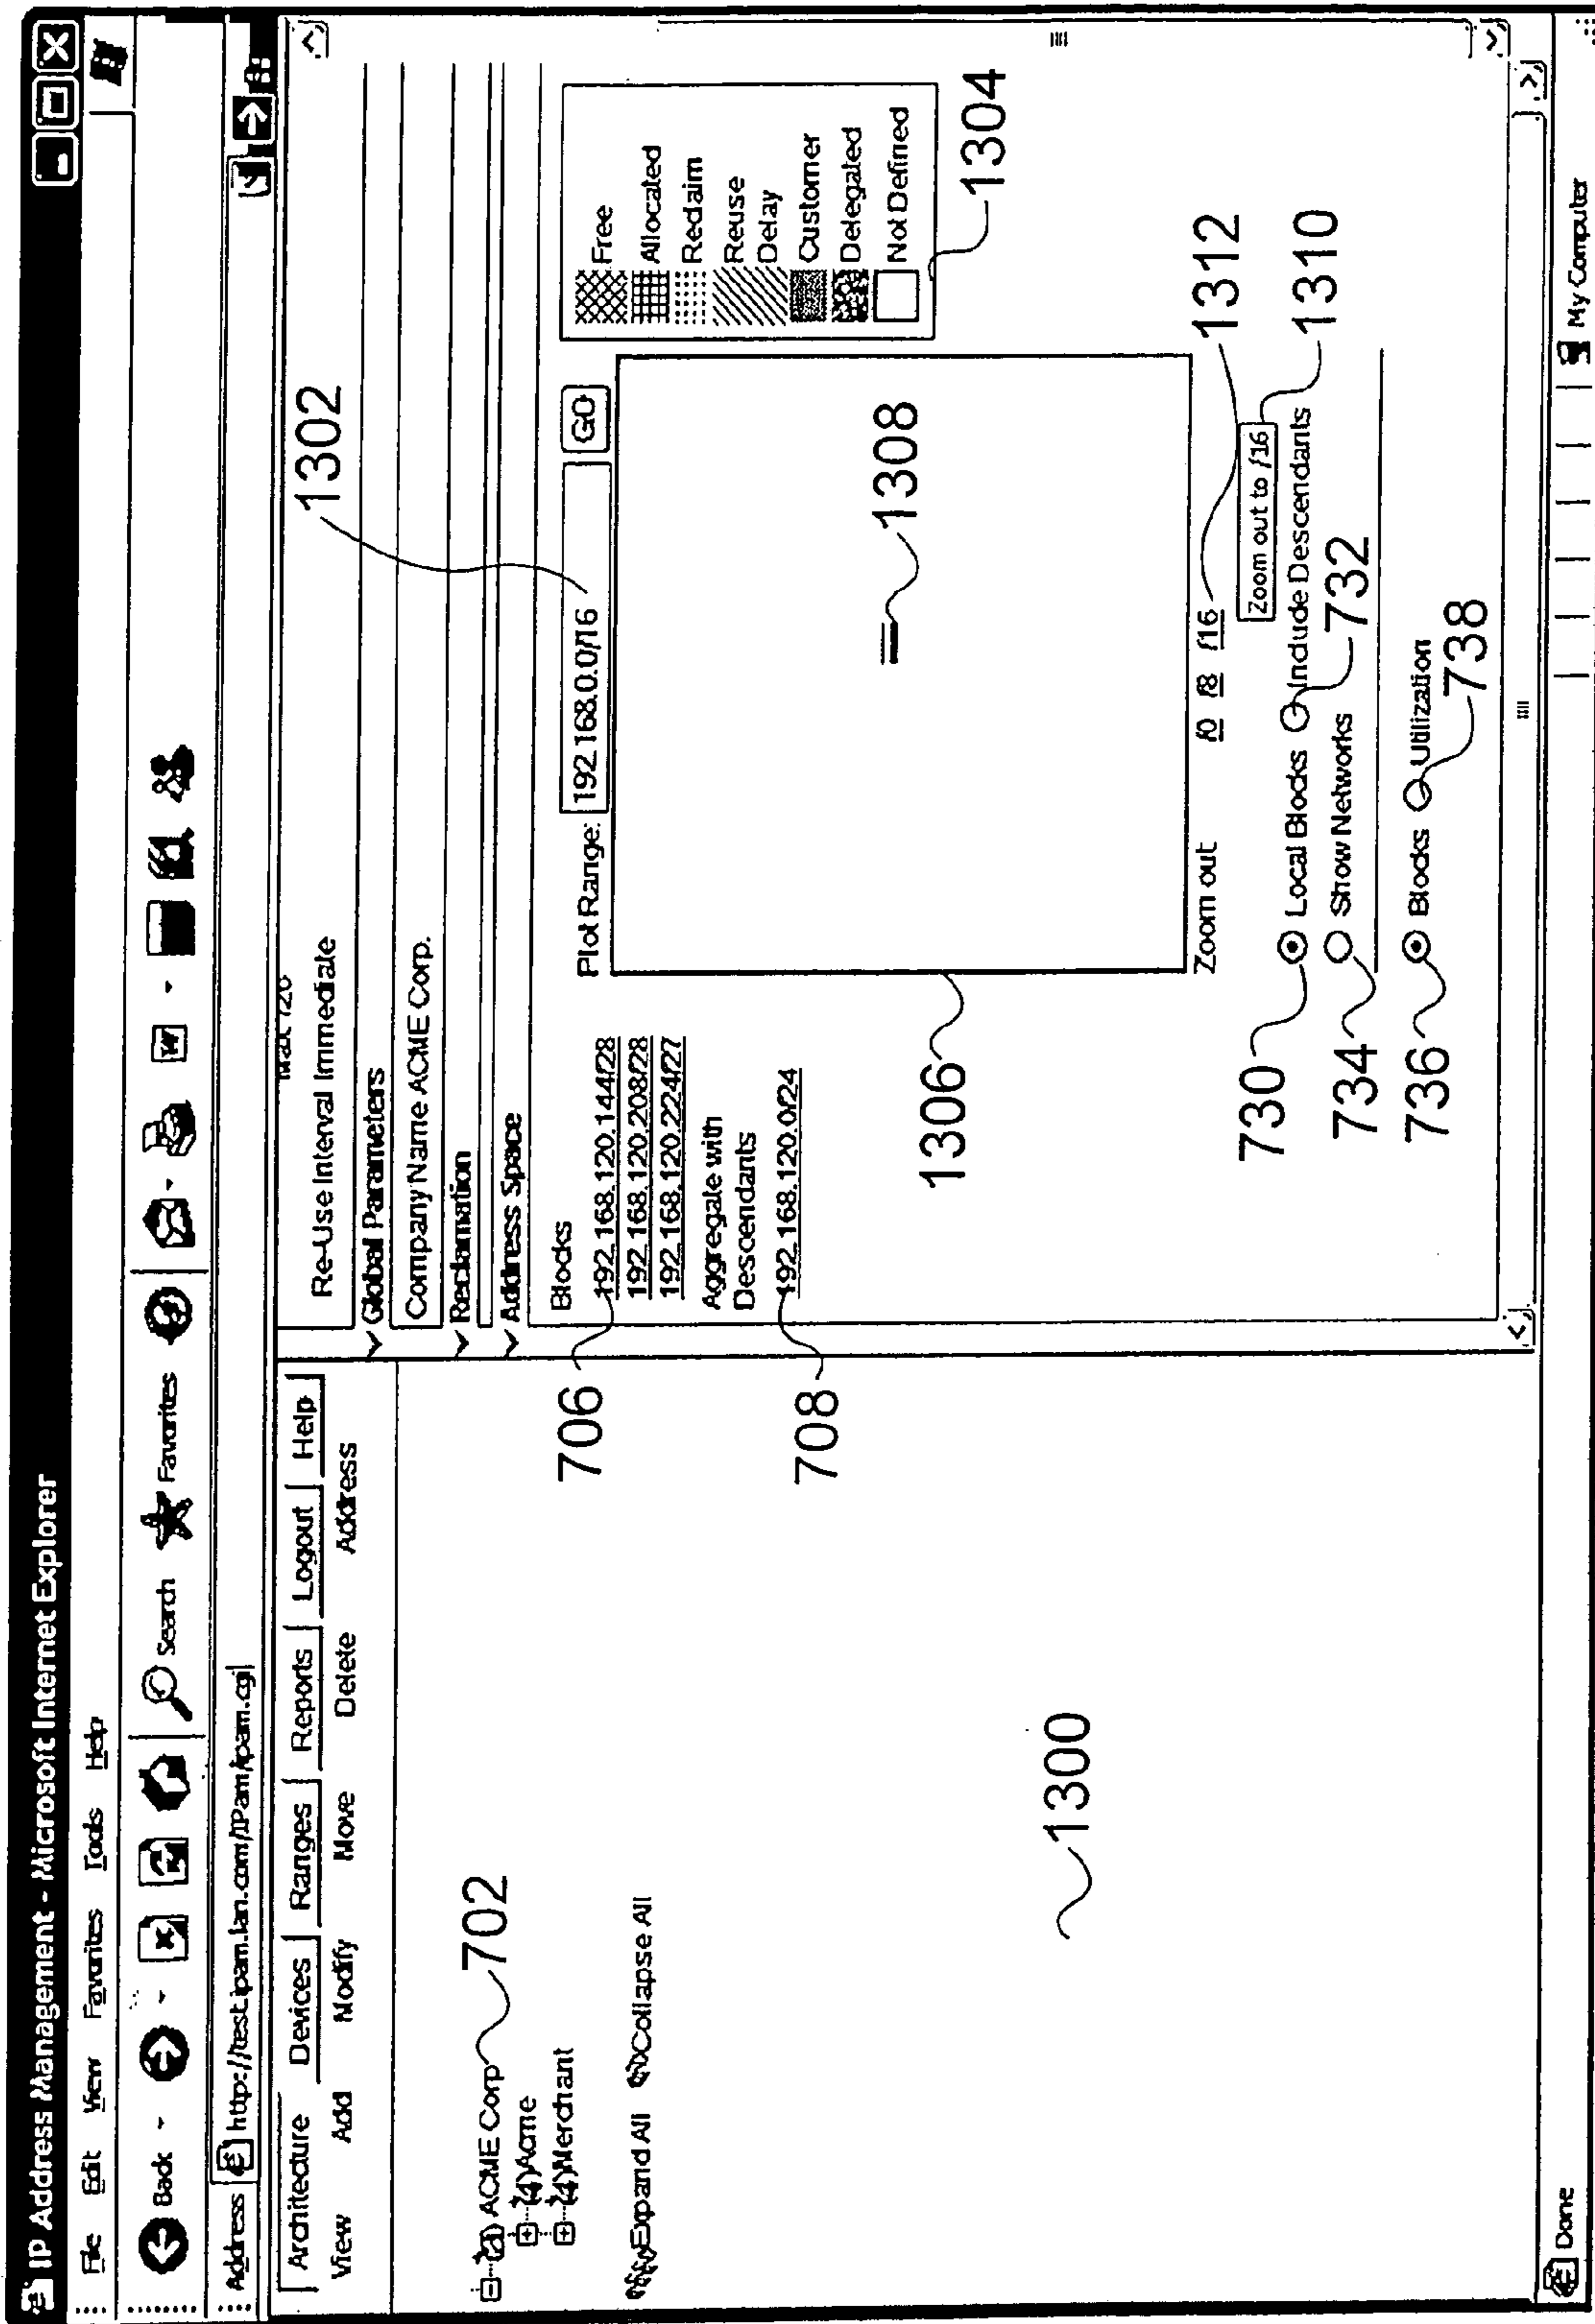 IP Address Management - Microsoft Internet Explorer
File Edit View Favorites Tools Help
Back Search Favorites
Address http://test.ipam.lan.com/IPam/ipam.cgi
Architecture Devices Ranges Reports Logout Help
View Add Modify Move Delete Address
ACME Corp 702
(4)Acme
(4)Merchant
Expand All Collapse All
1300
Max 120
Re-Use Interval Immediate
1302
Global Parameters
Company Name ACME Corp.
Reclamation
Address Space
Blocks
706
192.168.120.144/28
192.168.120.208/28
192.168.120.224/27
Aggregate with
Descendants
708
192.168.120.0/24
Plot Range: 192.168.0.0/16 GO
1308
1306
Free
Allocated
Reclaim
Reuse
Delay
Customer
Delegated
Not Defined
1304
Zoom out /0 /8 /16
1312
Zoom out to /16
1310
730
Local Blocks Include Descendants
732
734
Show Networks
736
Blocks Utilization
738
Done My Computer